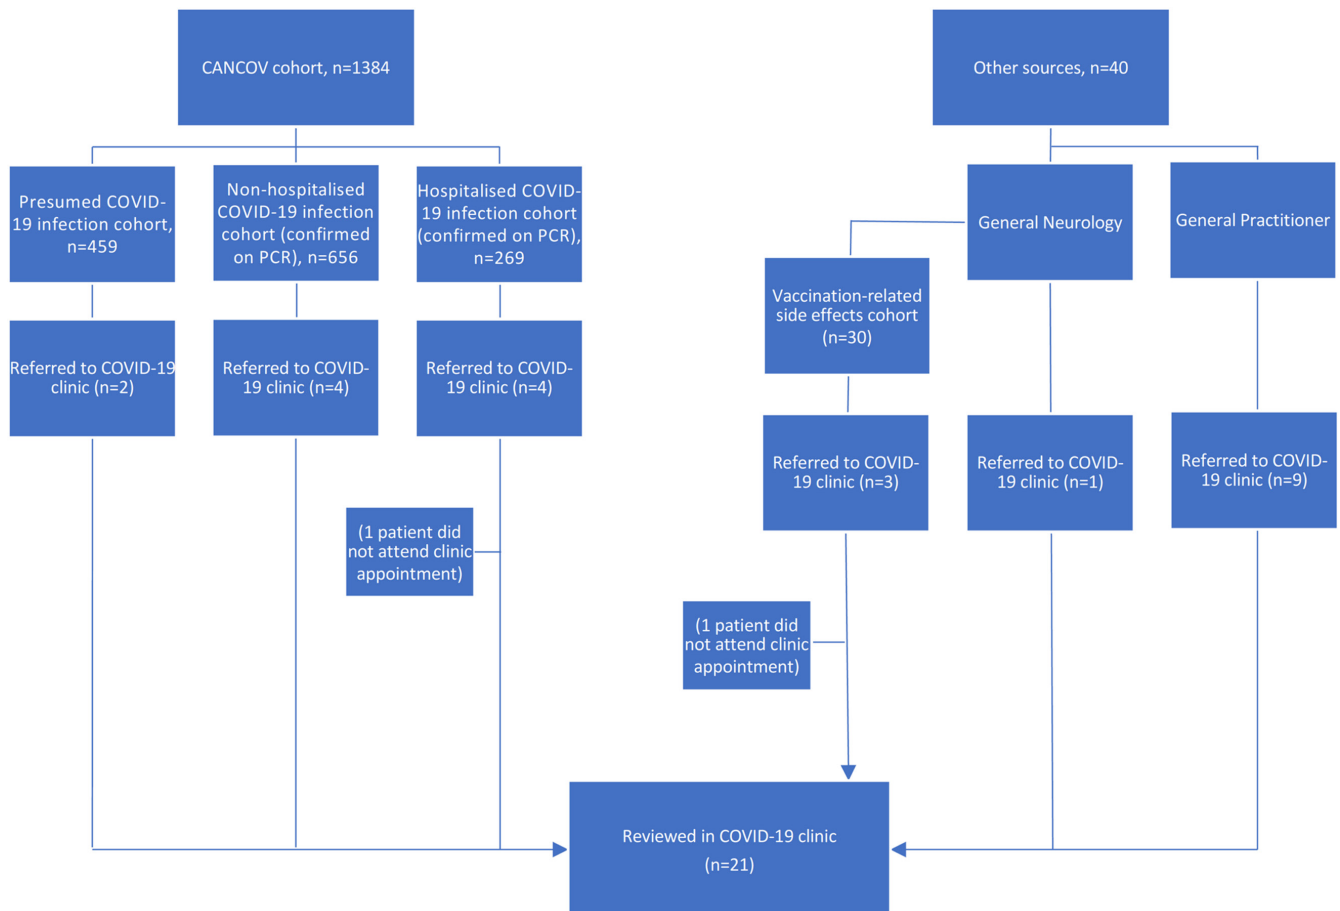 CANCOV cohort, n=1384
Other sources, n=40
Presumed COVID-
19 infection cohort,
n=459
Non-hospitalised
COVID-19 infection
cohort (confirmed
on PCR), n=656
Hospitalised COVID-
19 infection cohort
(confirmed on PCR),
n=269
General Neurology
General Practitioner
Vaccination-related
side effects cohort
(n=30)
Referred to COVID-19
clinic (n=2)
Referred to COVID-
19 clinic (n=4)
Referred to COVID-
19 clinic (n=4)
Referred to COVID-
19 clinic (n=3)
Referred to COVID-
19 clinic (n=1)
Referred to COVID-
19 clinic (n=9)
(1 patient did
not attend clinic
appointment)
(1 patient did
not attend clinic
appointment)
Reviewed in COVID-19 clinic
(n=21)